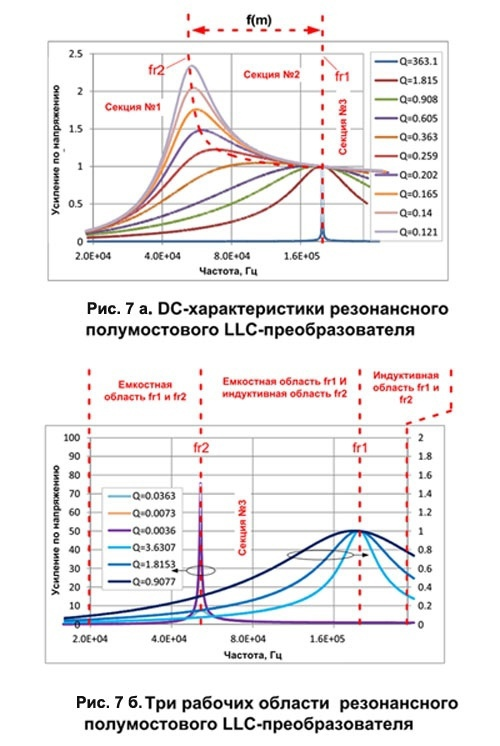 f(m)
fr2
fr1
Секция №1
Секция №2
Секция №3
Усиление по напряжению
2.5
2
1.5
1
0.5
0
2.0E+04
4.0E+04
8.0E+04
1.6E+05
Частота, Гц
Q=363.1
Q=1.815
Q=0.908
Q=0.605
Q=0.363
Q=0.259
Q=0.202
Q=0.165
Q=0.14
Q=0.121
Рис. 7 а. DC-характеристики резонансного
полумостового LLC-преобразователя
Емкостная
область fr1 и fr2
Емкостная область fr1 И
индуктивная область fr2
Индуктивная
область fr1 и
fr2
fr2
fr1
Секция №3
Усиление по напряжению
100
90
80
70
60
50
40
30
20
10
0
2
1.8
1.6
1.4
1.2
1
0.8
0.6
0.4
0.2
0
Q=0.0363
Q=0.0073
Q=0.0036
Q=3.6307
Q=1.8153
Q=0.9077
2.0E+04
4.0E+04
8.0E+04
1.6E+05
Частота, Гц
Рис. 7 б. Три рабочих области резонансного
полумостового LLC-преобразователя